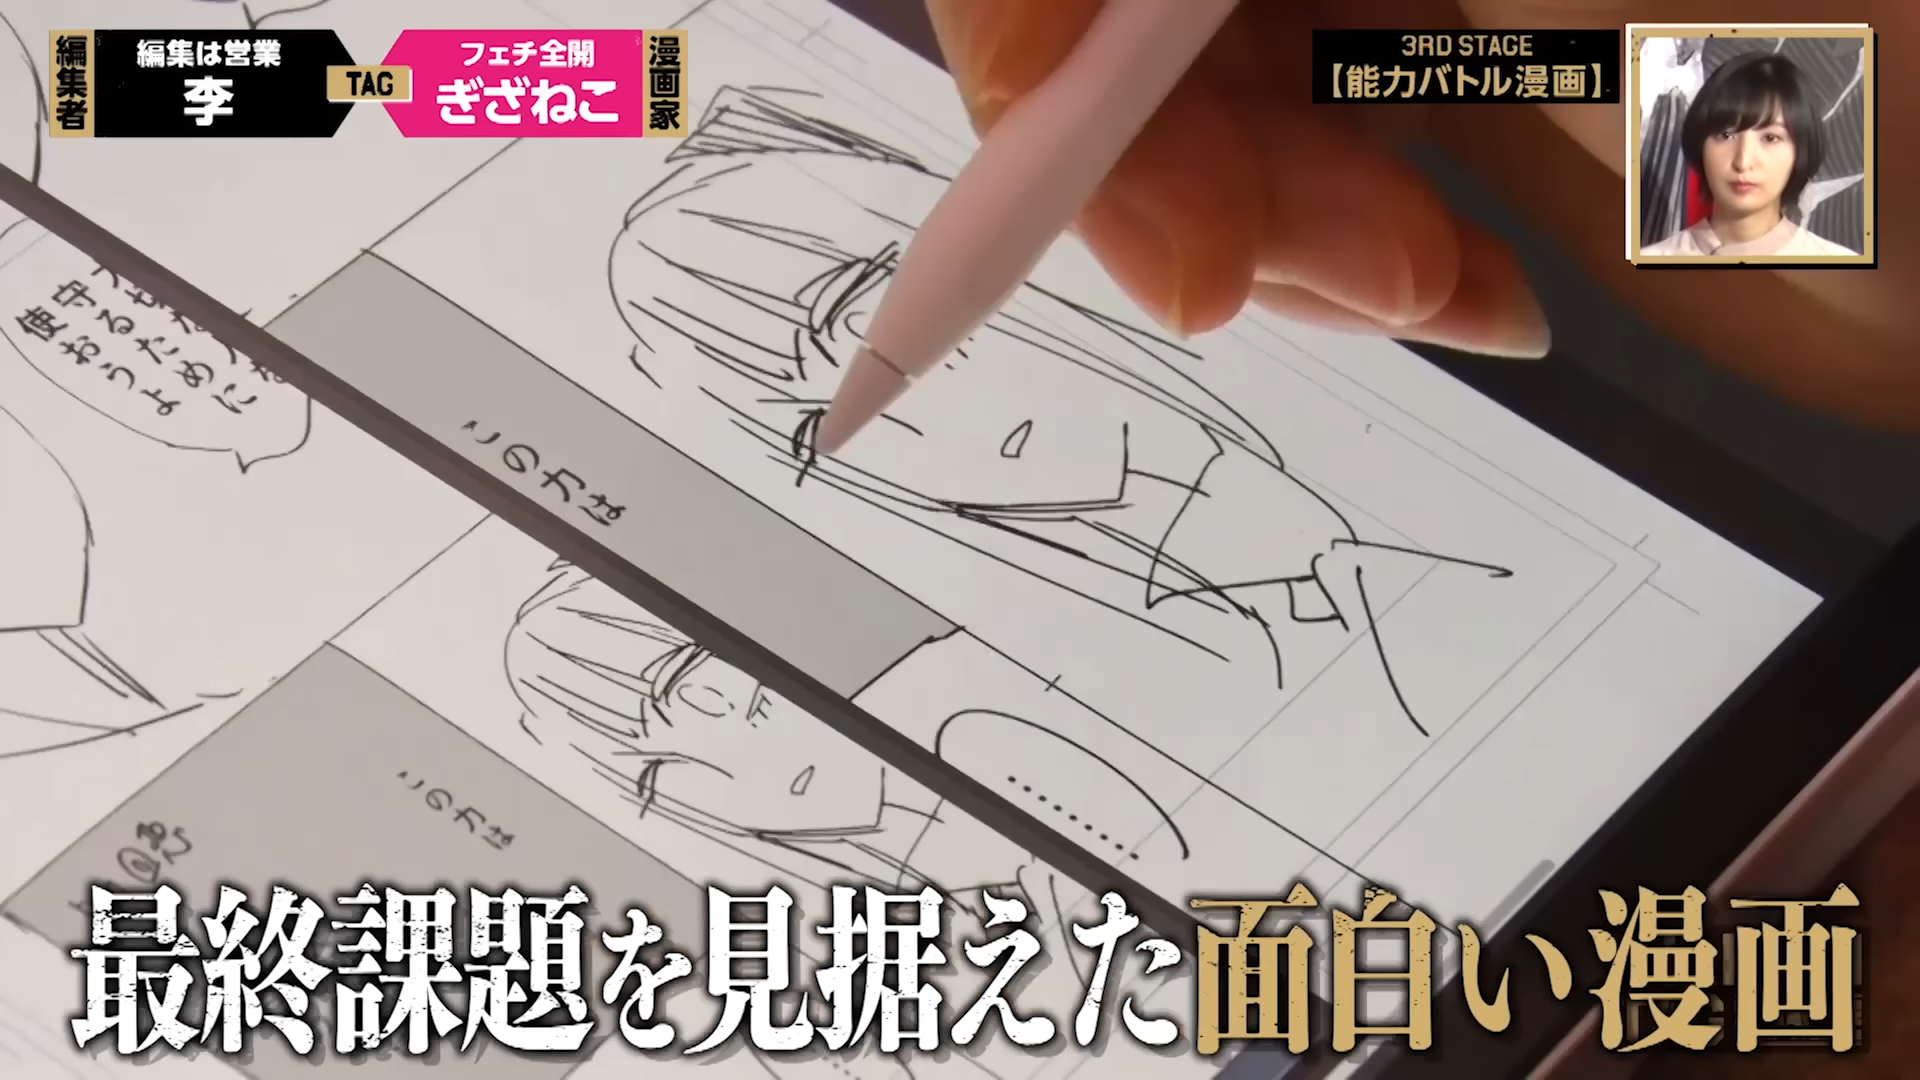 編集者
編集は営業
李
TAG
フェチ全開
ぎざねこ
漫画家
3RD STAGE
【能力バトル漫画】
守るために
使おうよ
この力は
この力は
最終課題を見据えた面白い漫画